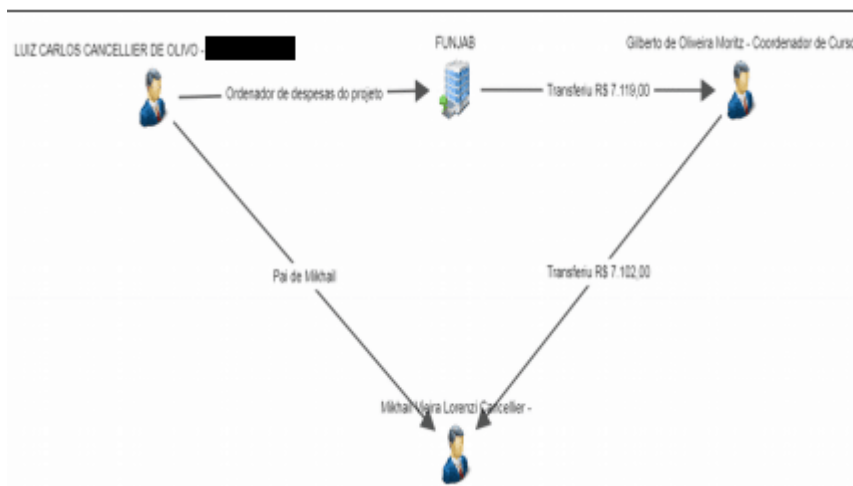 LUIZ CARLOS CANCELLIER DE OLIVO -
FUNJAB
Gilberto de Oliveira Moritz - Coordenador de Curso
Ordenador de despesas do projeto
Transferiu R$ 7.119,00
Pai de Mikhail
Transferiu R$ 7.102,00
Mikhail Vieira Lorenzi Cancellier -